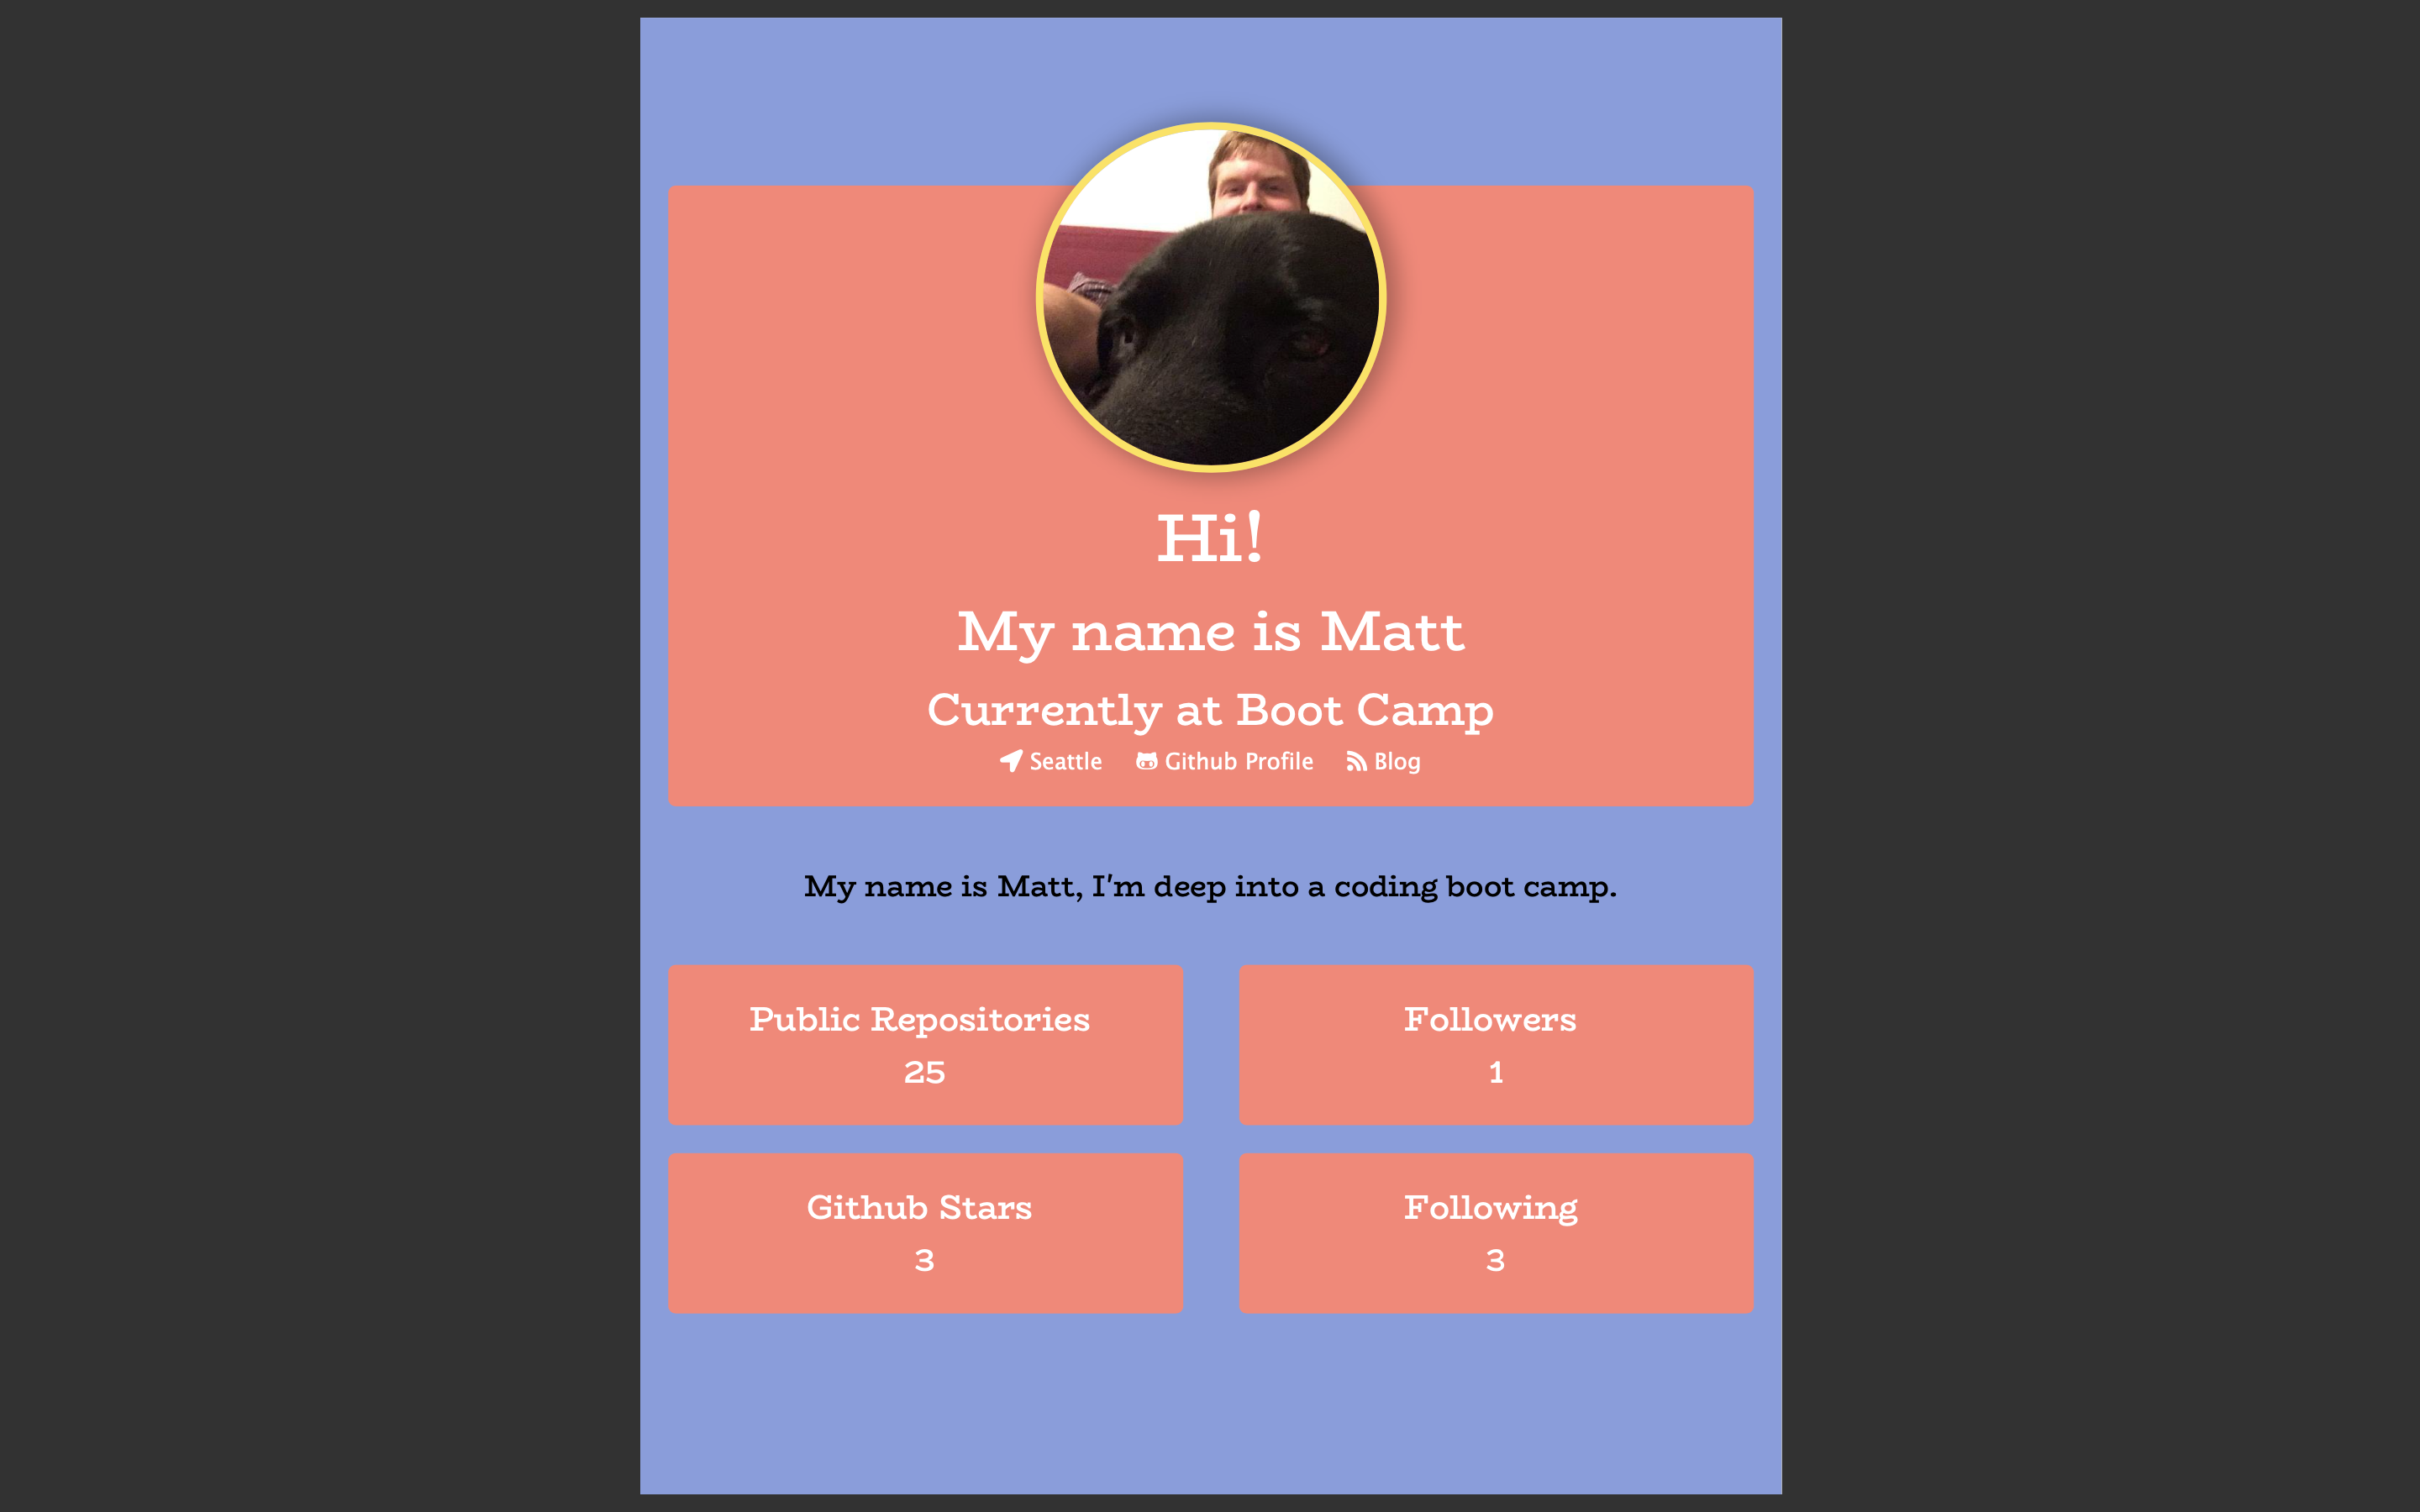 Hi!
My name is Matt
Currently at Boot Camp
Seattle Github Profile Blog
My name is Matt, I'm deep into a coding boot camp.
Public Repositories
25
Followers
1
Github Stars
3
Following
3